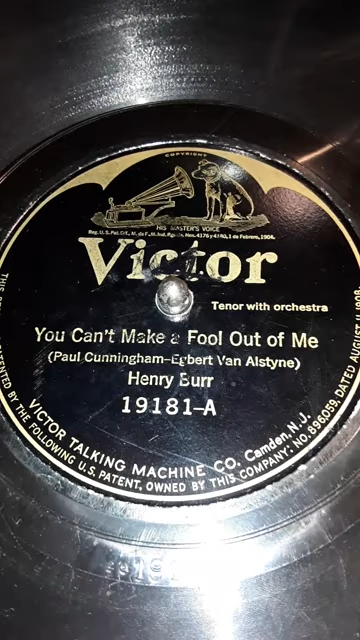 COPYRIGHT
HIS MASTER'S VOICE
Victor
Tenor with orchestra
You Can't Make a Fool Out of Me
(Paul Cunningham-Egbert Van Alstyne)
Henry Burr
19181-A
VICTOR TALKING MACHINE CO. Camden, N.J.
PATENTED BY THE FOLLOWING U.S. PATENT, OWNED BY THIS COMPANY: NO. 896,059, DATED AUGUST 11, 1908